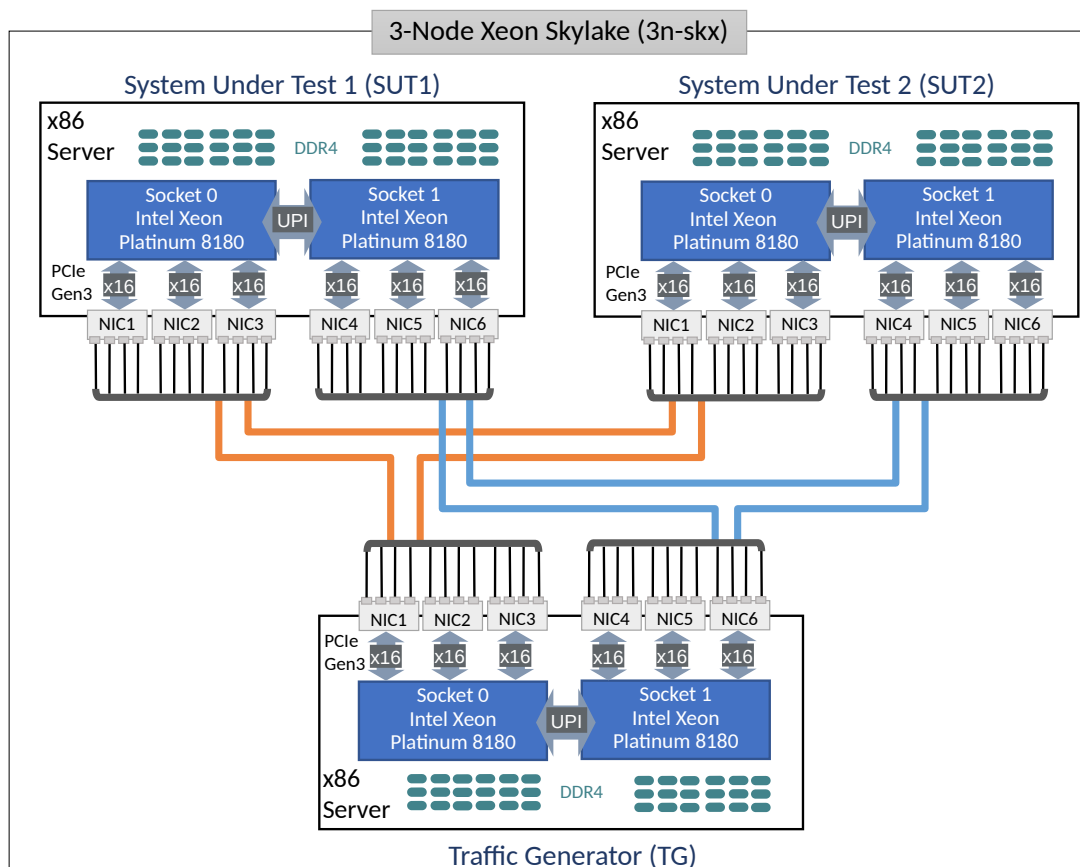 3-Node Xeon Skylake (3n-skx)
System Under Test 1 (SUT1)
x86
Server
DDR4
Socket 0
Intel Xeon
Platinum 8180
UPI
Socket 1
Intel Xeon
Platinum 8180
PCIe
Gen3
x16
x16
x16
x16
x16
x16
NIC1
NIC2
NIC3
NIC4
NIC5
NIC6
System Under Test 2 (SUT2)
x86
Server
DDR4
Socket 0
Intel Xeon
Platinum 8180
UPI
Socket 1
Intel Xeon
Platinum 8180
PCIe
Gen3
x16
x16
x16
x16
x16
x16
NIC1
NIC2
NIC3
NIC4
NIC5
NIC6
NIC1
NIC2
NIC3
NIC4
NIC5
NIC6
PCIe
Gen3
x16
x16
x16
x16
x16
x16
Socket 0
Intel Xeon
Platinum 8180
UPI
Socket 1
Intel Xeon
Platinum 8180
x86
Server
DDR4
Traffic Generator (TG)